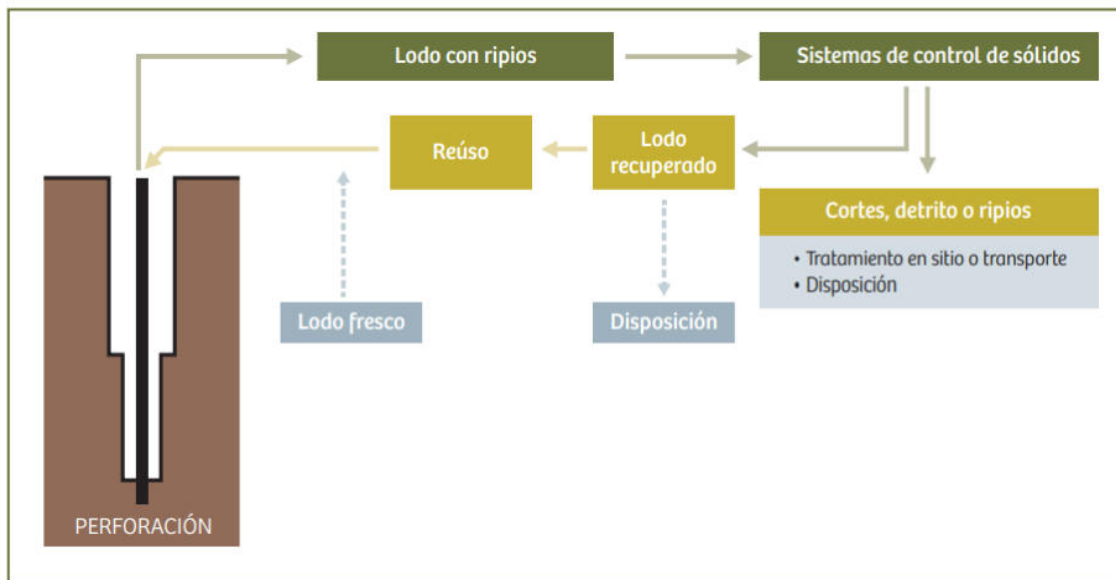 Lodo con ripios
Sistemas de control de sólidos
Reúso
Lodo
recuperado
Cortes, detrito o ripios
• Tratamiento en sitio o transporte
• Disposición
Lodo fresco
Disposición
PERFORACIÓN